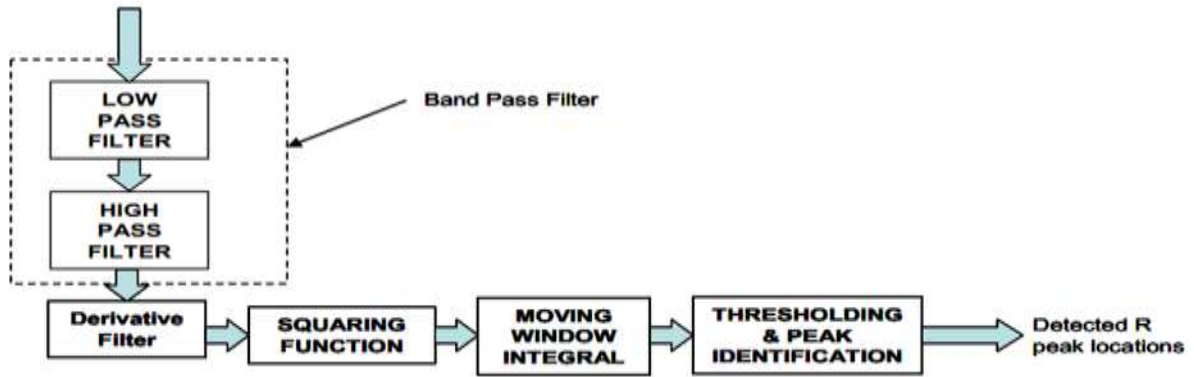 LOW
PASS
FILTER
Band Pass Filter
HIGH
PASS
FILTER
Derivative
Filter
SQUARING
FUNCTION
MOVING
WINDOW
INTEGRAL
THRESHOLDING
& PEAK
IDENTIFICATION
Detected R
peak locations